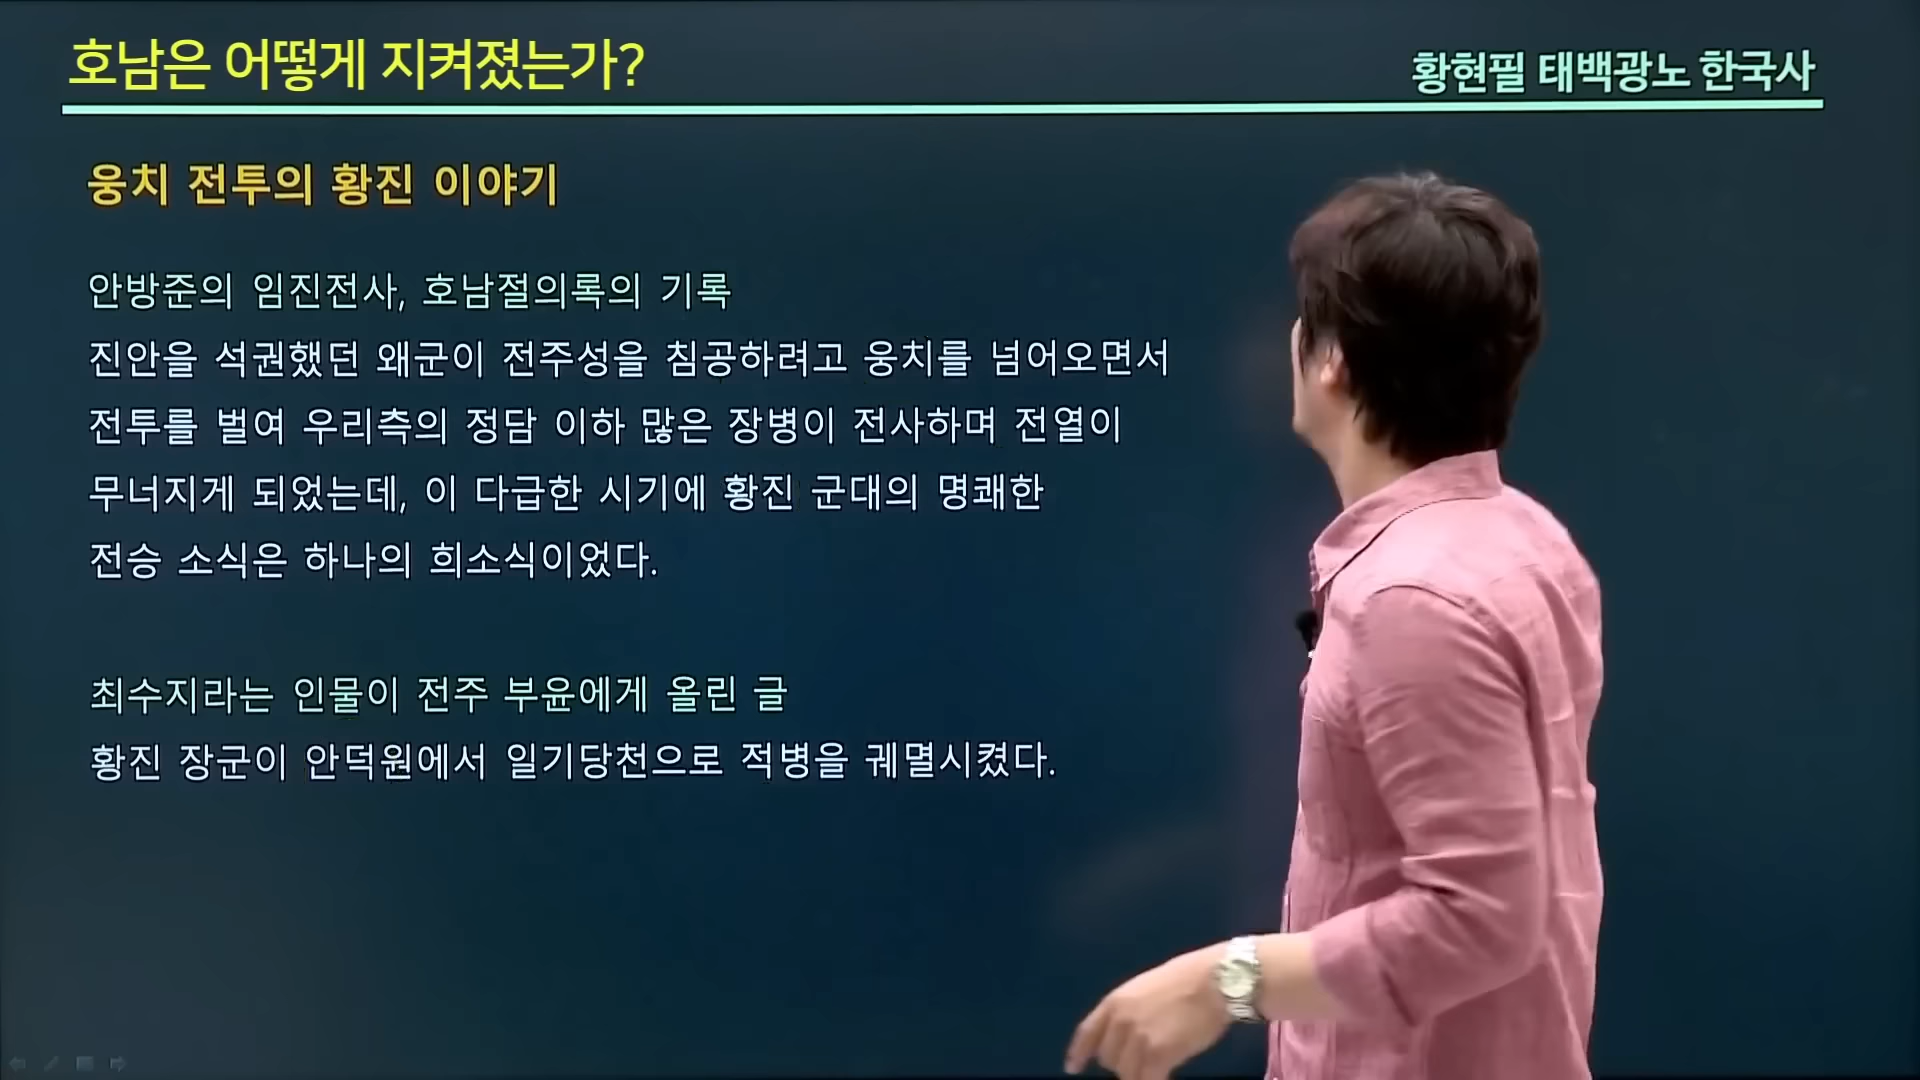 호남은 어떻게 지켜졌는가?
황현필 태백광노 한국사
웅치 전투의 황진 이야기
안방준의 임진전사, 호남절의록의 기록
진안을 석권했던 왜군이 전주성을 침공하려고 웅치를 넘어오면서
전투를 벌여 우리측의 정담 이하 많은 장병이 전사하며 전열이
무너지게 되었는데, 이 다급한 시기에 황진 군대의 명쾌한
전승 소식은 하나의 희소식이었다.
최수지라는 인물이 전주 부윤에게 올린 글
황진 장군이 안덕원에서 일기당천으로 적병을 궤멸시켰다.